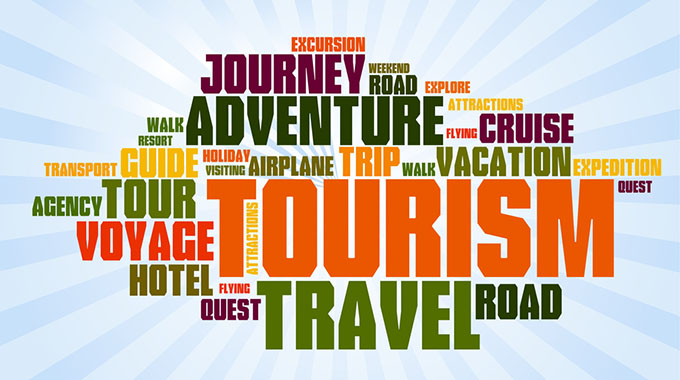 EXCURSION
JOURNEY WEEKEND
ROAD EXPLORE
ADVENTURE ATTRACTIONS
WALK FLYING CRUISE
RESORT
TRANSPORT GUIDE HOLIDAY AIRPLANE TRIP WALK VACATION EXPEDITION
VISITING
QUEST
AGENCY TOUR ATTRACTIONS TOURISM
VOYAGE
HOTEL FLYING
QUEST TRAVEL ROAD